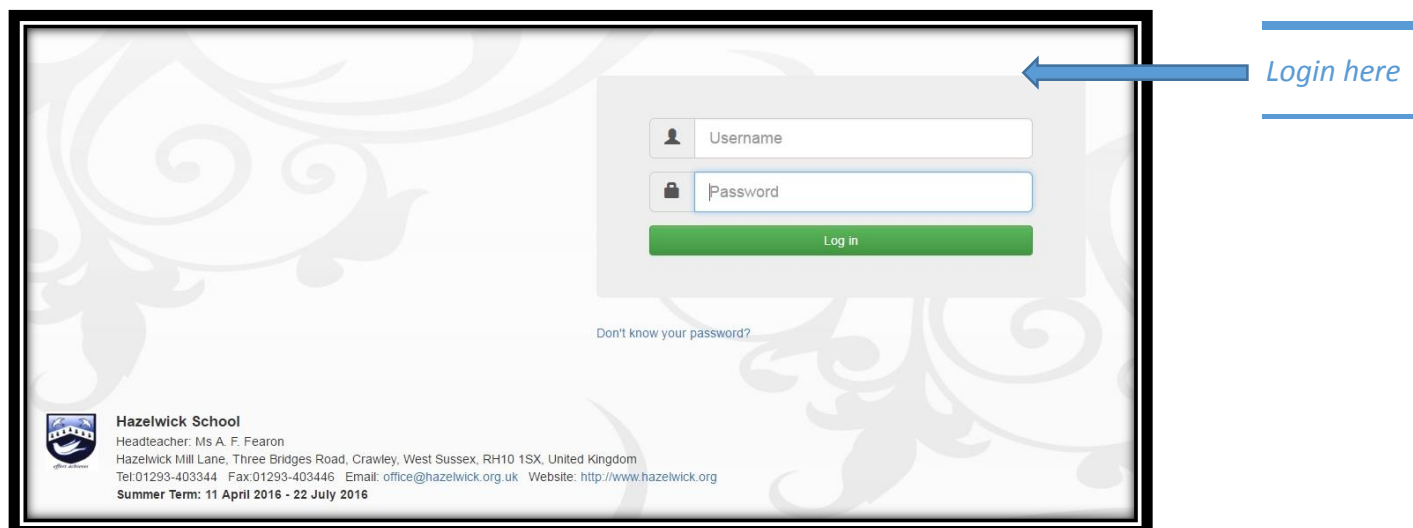 Login here
Username
Password
Log in
Don't know your password?
Hazelwick School
Headteacher: Ms A. F. Fearon
Hazelwick Mill Lane, Three Bridges Road, Crawley, West Sussex, RH10 1SX, United Kingdom
Tel:01293-403344 Fax:01293-403446 Email: office@hazelwick.org.uk Website: http://www.hazelwick.org
Summer Term: 11 April 2016 - 22 July 2016
effort achieves